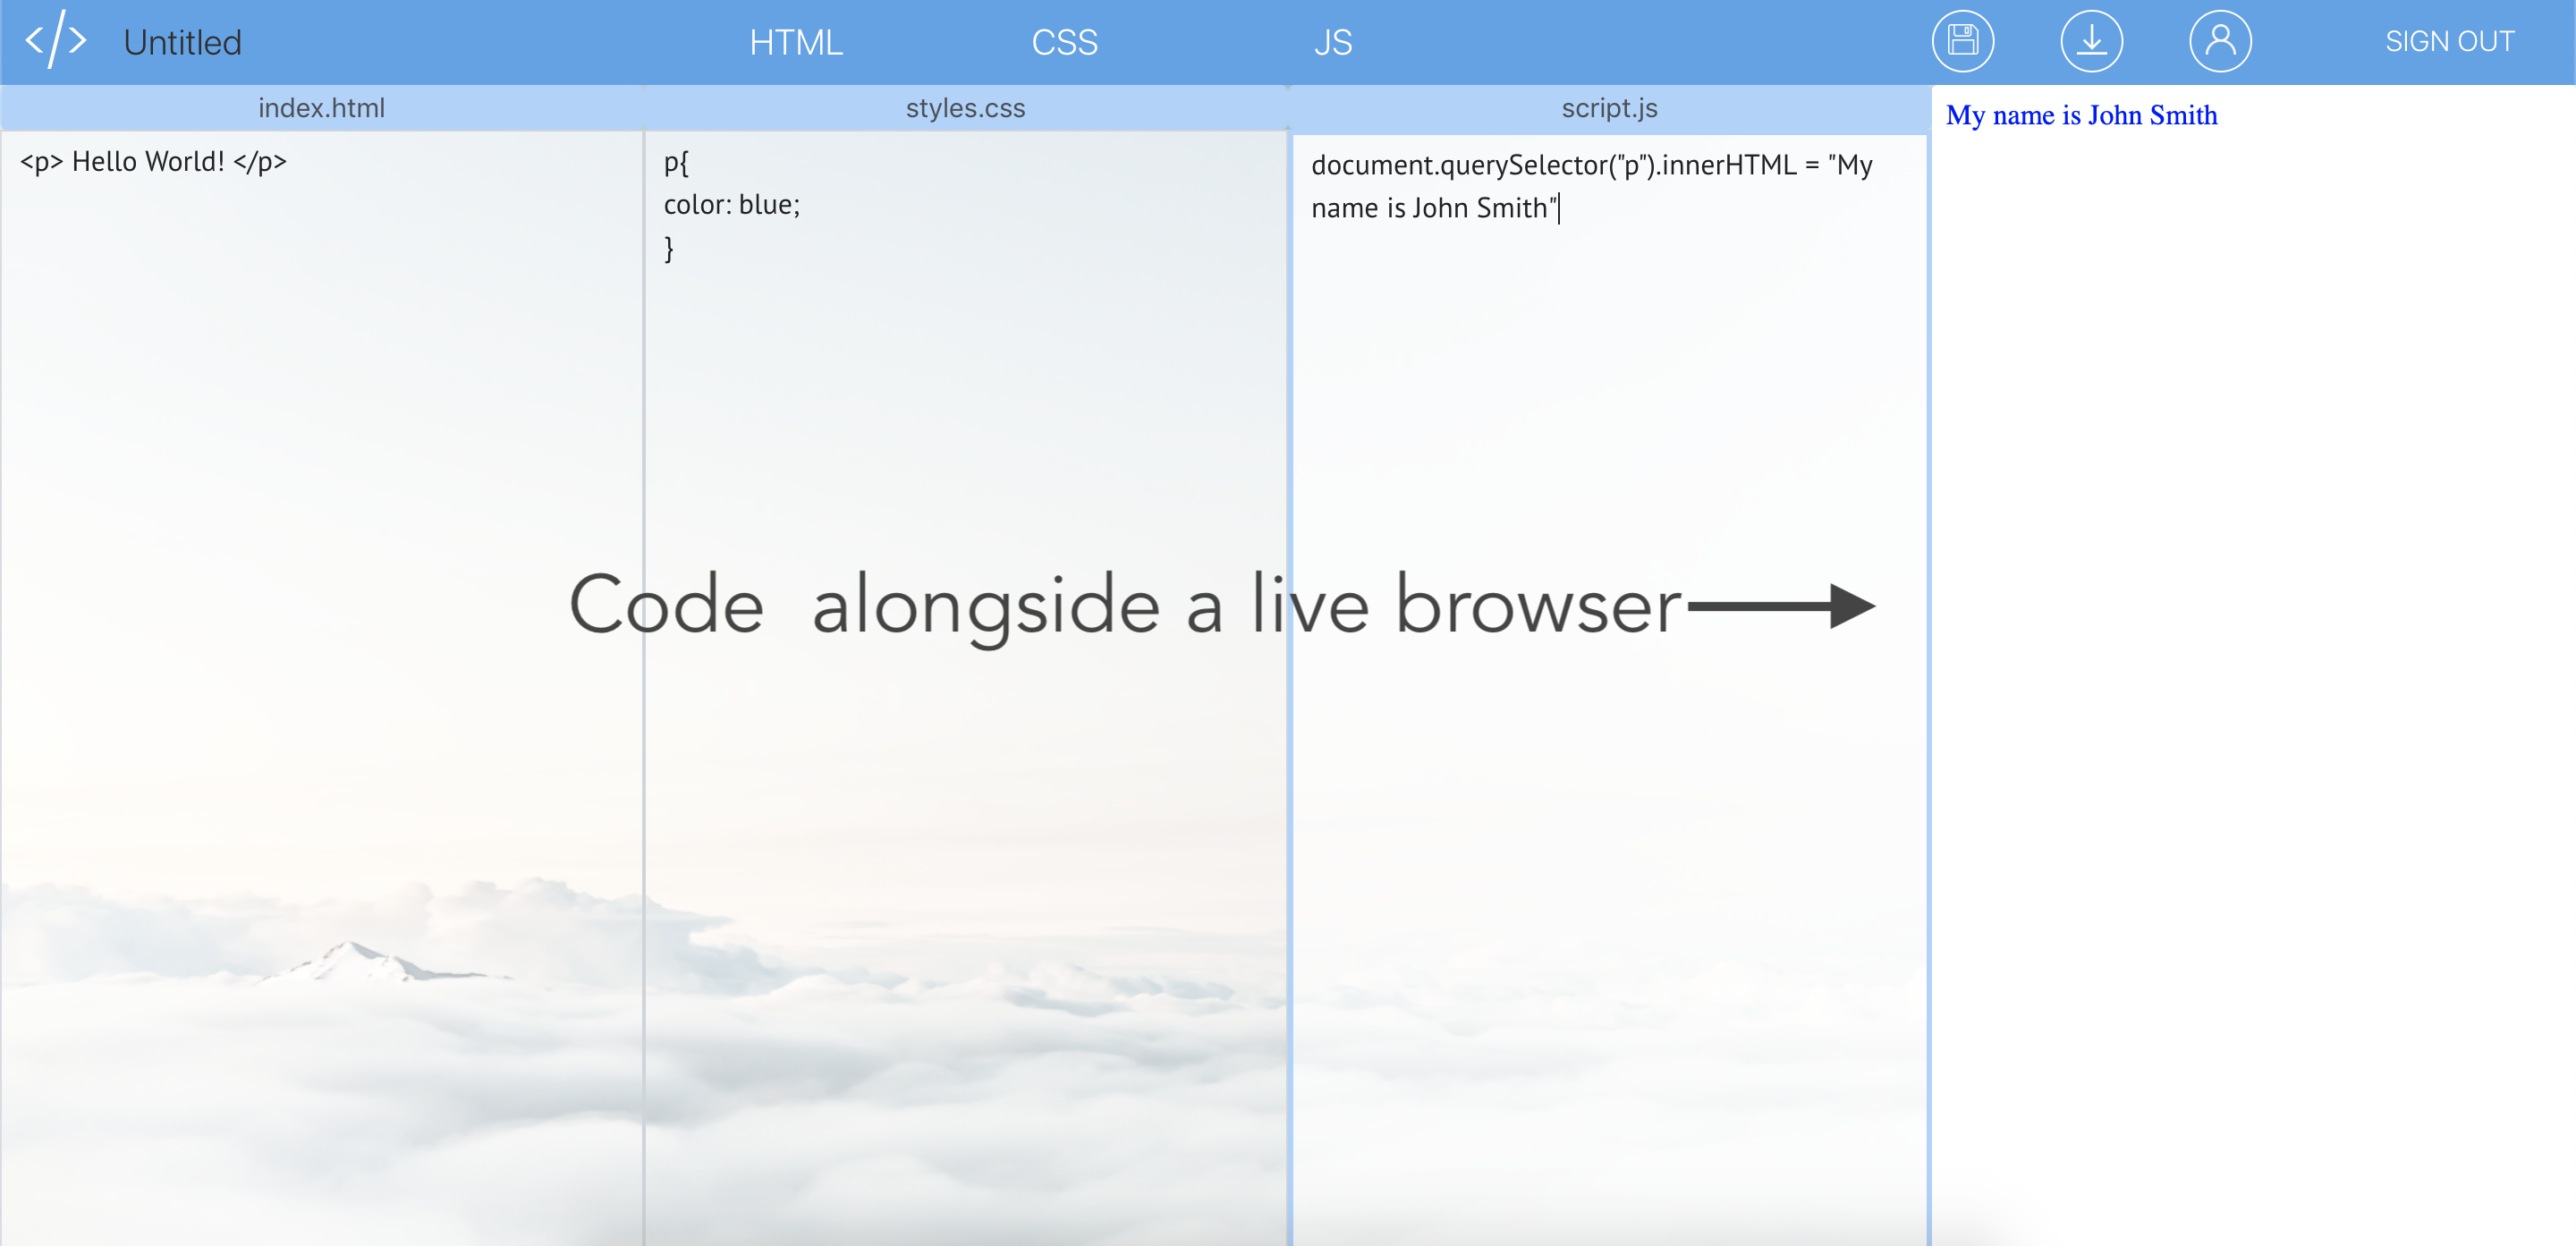 </> Untitled HTML CSS JS SIGN OUT
index.html styles.css script.js
<p> Hello World! </p>
p{
color: blue;
}
document.querySelector("p").innerHTML = "My
name is John Smith"
My name is John Smith
Code alongside a live browser